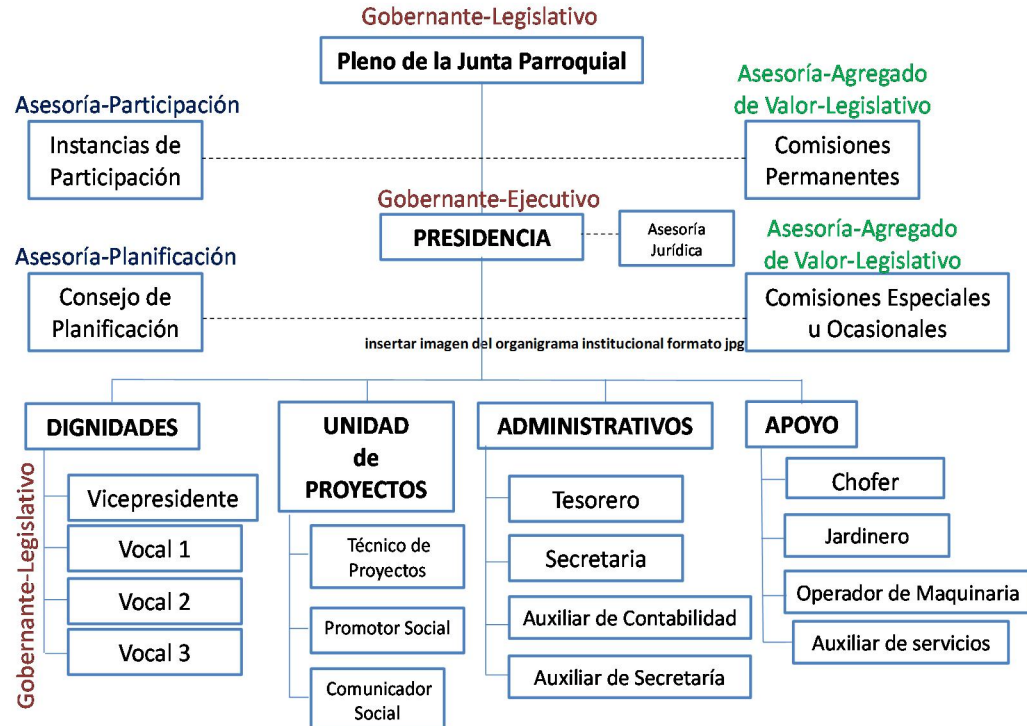 Gobernante-Legislativo
Pleno de la Junta Parroquial
Asesoría-Participación
Instancias de
Participación
Asesoría-Agregado
de Valor-Legislativo
Comisiones
Permanentes
Gobernante-Ejecutivo
PRESIDENCIA
Asesoría
Jurídica
Asesoría-Planificación
Consejo de
Planificación
Asesoría-Agregado
de Valor-Legislativo
Comisiones Especiales
u Ocasionales
insertar imagen del organigrama institucional formato jpg
Gobernante-Legislativo
DIGNIDADES
Vicepresidente
Vocal 1
Vocal 2
Vocal 3
UNIDAD
de
PROYECTOS
Técnico de
Proyectos
Promotor Social
Comunicador
Social
ADMINISTRATIVOS
Tesorero
Secretaria
Auxiliar de Contabilidad
Auxiliar de Secretaría
APOYO
Chofer
Jardinero
Operador de Maquinaria
Auxiliar de servicios